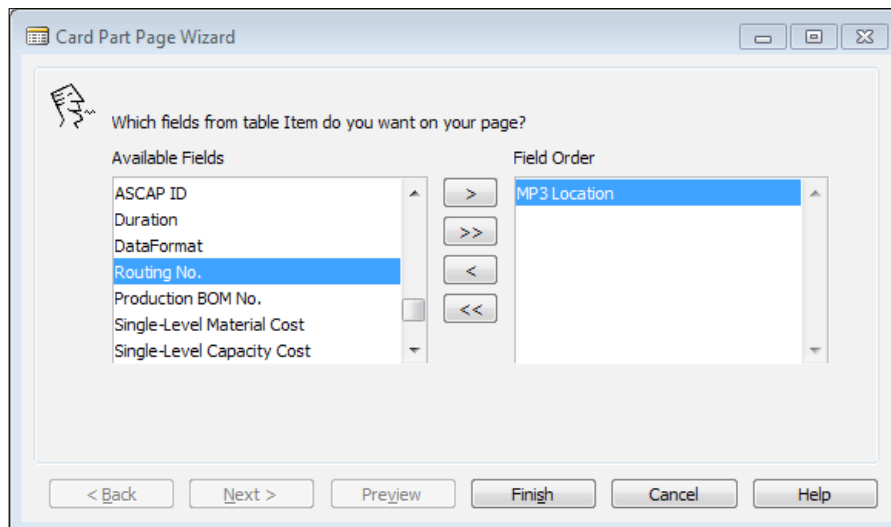 Card Part Page Wizard
Which fields from table Item do you want on your page?
Available Fields
Field Order
ASCAP ID
Duration
DataFormat
Routing No.
Production BOM No.
Single-Level Material Cost
Single-Level Capacity Cost
>
>>
<
<<
MP3 Location
< Back
Next >
Preview
Finish
Cancel
Help